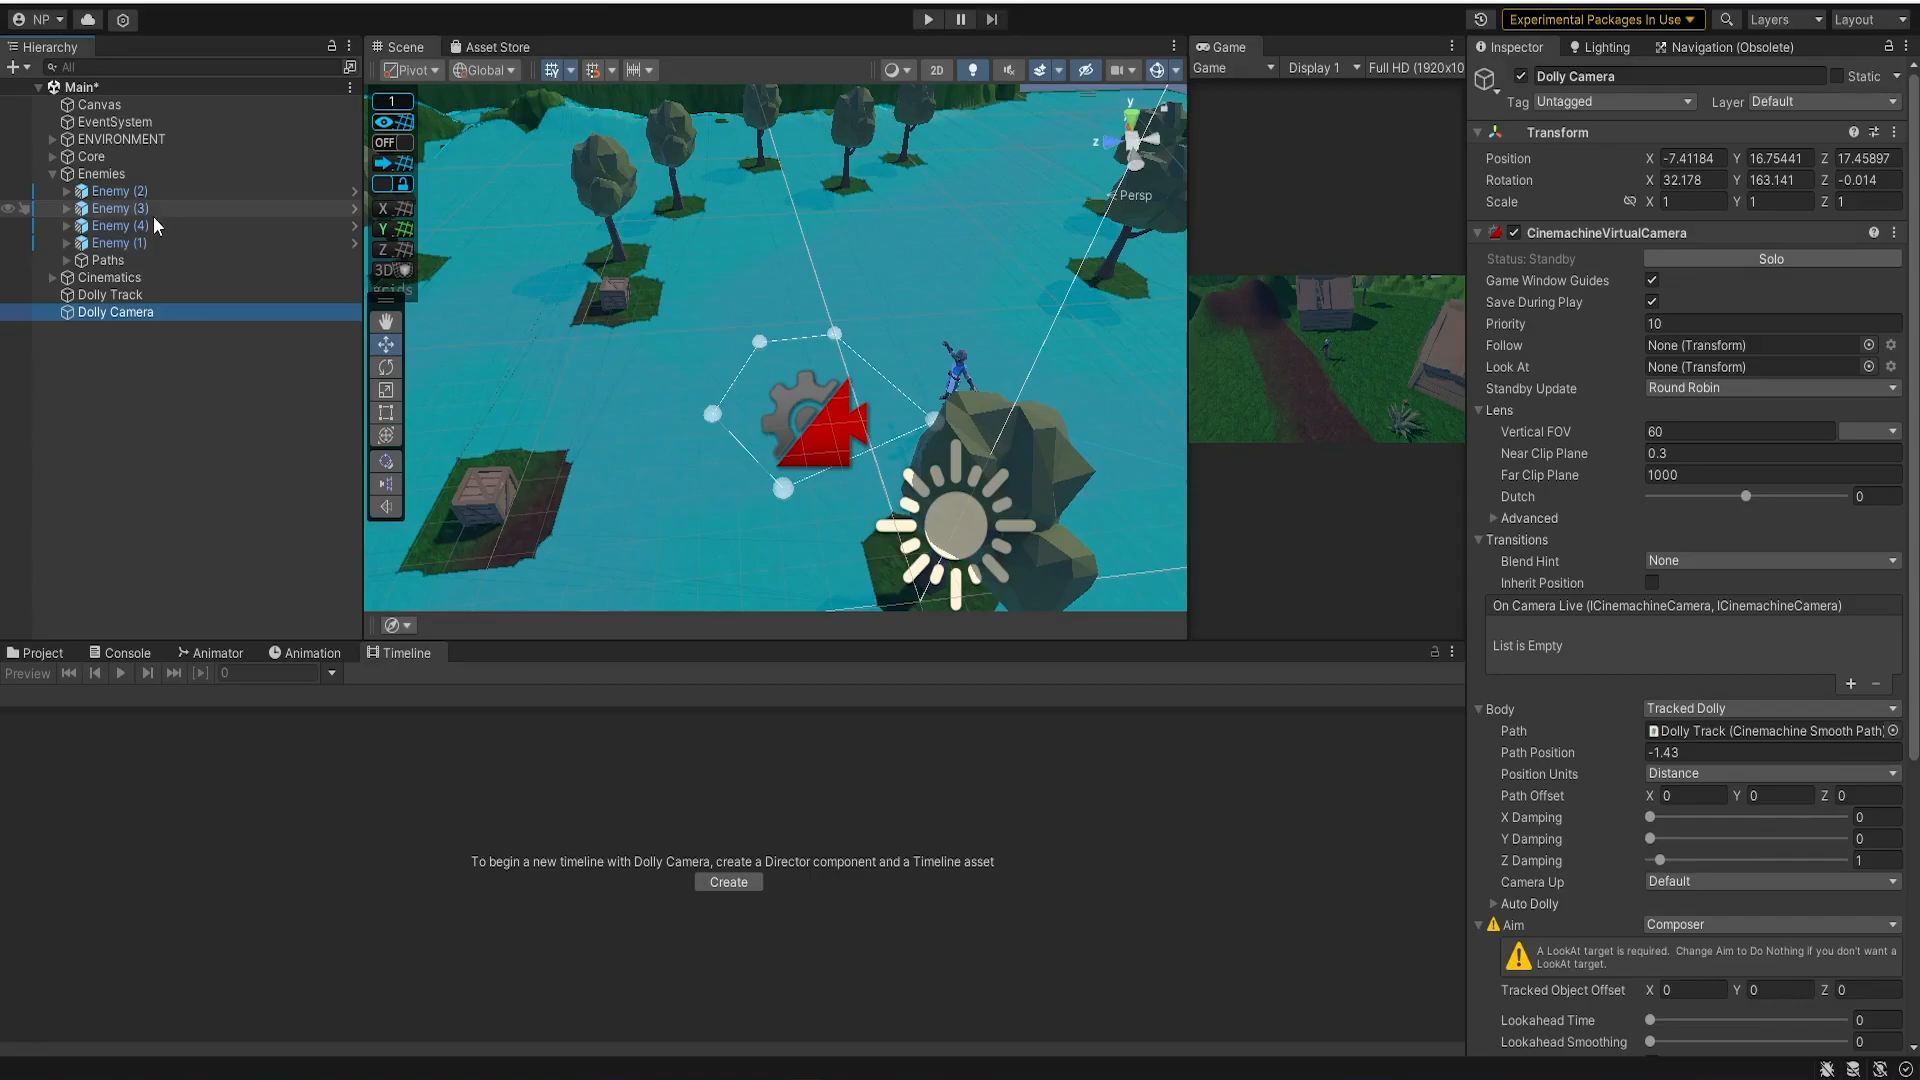 NP
Experimental Packages In Use
Layers
Layout
Hierarchy
All
Main*
Canvas
EventSystem
ENVIRONMENT
Core
Enemies
Enemy (2)
Enemy (3)
Enemy (4)
Enemy (1)
Paths
Cinematics
Dolly Track
Dolly Camera
Scene
Asset Store
Pivot
Global
2D
1
OFF
X
Y
Z
3D
grids
y
z
Persp
Game
Game
Display 1
Full HD (1920x10
Inspector
Lighting
Navigation (Obsolete)
Dolly Camera
Static
Tag Untagged
Layer Default
Transform
Position X -7.41184 Y 16.75441 Z 17.45897
Rotation X 32.178 Y 163.141 Z -0.014
Scale X 1 Y 1 Z 1
CinemachineVirtualCamera
Status: Standby Solo
Game Window Guides
Save During Play
Priority 10
Follow None (Transform)
Look At None (Transform)
Standby Update Round Robin
Lens
Vertical FOV 60
Near Clip Plane 0.3
Far Clip Plane 1000
Dutch 0
Advanced
Transitions
Blend Hint None
Inherit Position
On Camera Live (ICinemachineCamera, ICinemachineCamera)
List is Empty
Body Tracked Dolly
Path Dolly Track (Cinemachine Smooth Path)
Path Position -1.43
Position Units Distance
Path Offset X 0 Y 0 Z 0
X Damping 0
Y Damping 0
Z Damping 1
Camera Up Default
Auto Dolly
Aim Composer
A LookAt target is required. Change Aim to Do Nothing if you don't want a
LookAt target.
Tracked Object Offset X 0 Y 0 Z 0
Lookahead Time 0
Lookahead Smoothing 0
Project
Console
Animator
Animation
Timeline
Preview
0
To begin a new timeline with Dolly Camera, create a Director component and a Timeline asset
Create